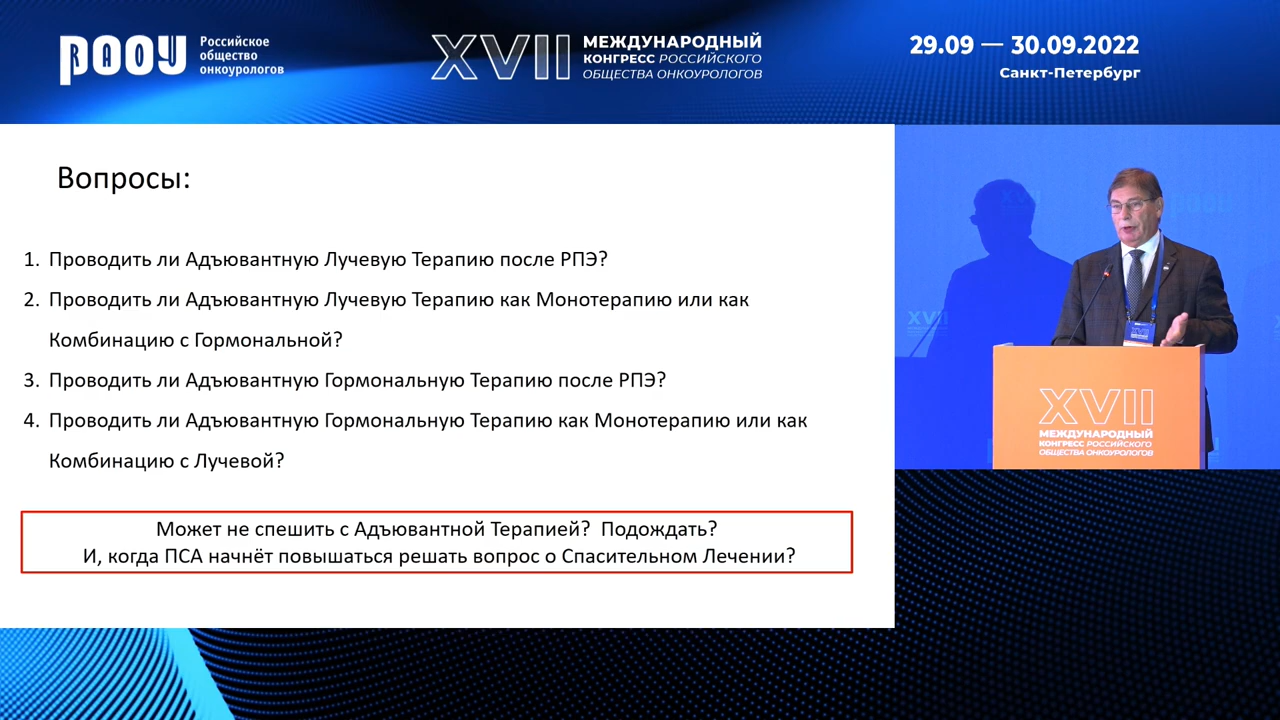 РООУ
Российское
общество
онкоурологов
XVII
МЕЖДУНАРОДНЫЙ
КОНГРЕСС РОССИЙСКОГО
ОБЩЕСТВА ОНКОУРОЛОГОВ
29.09 — 30.09.2022
Санкт-Петербург
Вопросы:
1. Проводить ли Адъювантную Лучевую Терапию после РПЭ?
2. Проводить ли Адъювантную Лучевую Терапию как Монотерапию или как
Комбинацию с Гормональной?
3. Проводить ли Адъювантную Гормональную Терапию после РПЭ?
4. Проводить ли Адъювантную Гормональную Терапию как Монотерапию или как
Комбинацию с Лучевой?
Может не спешить с Адъювантной Терапией? Подождать?
И, когда ПСА начнёт повышаться решать вопрос о Спасительном Лечении?
XVII
XVII
МЕЖДУНАРОДНЫЙ
КОНГРЕСС РОССИЙСКОГО
ОБЩЕСТВА ОНКОУРОЛОГОВ